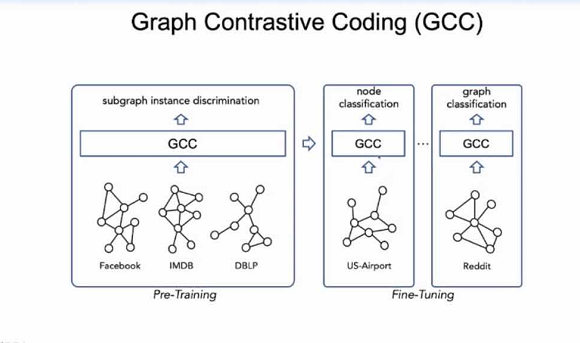 Graph Contrastive Coding (GCC)
subgraph instance discrimination
GCC
Facebook
IMDB
DBLP
Pre-Training
node
classification
GCC
US-Airport
...
graph
classification
GCC
Reddit
Fine-Tuning